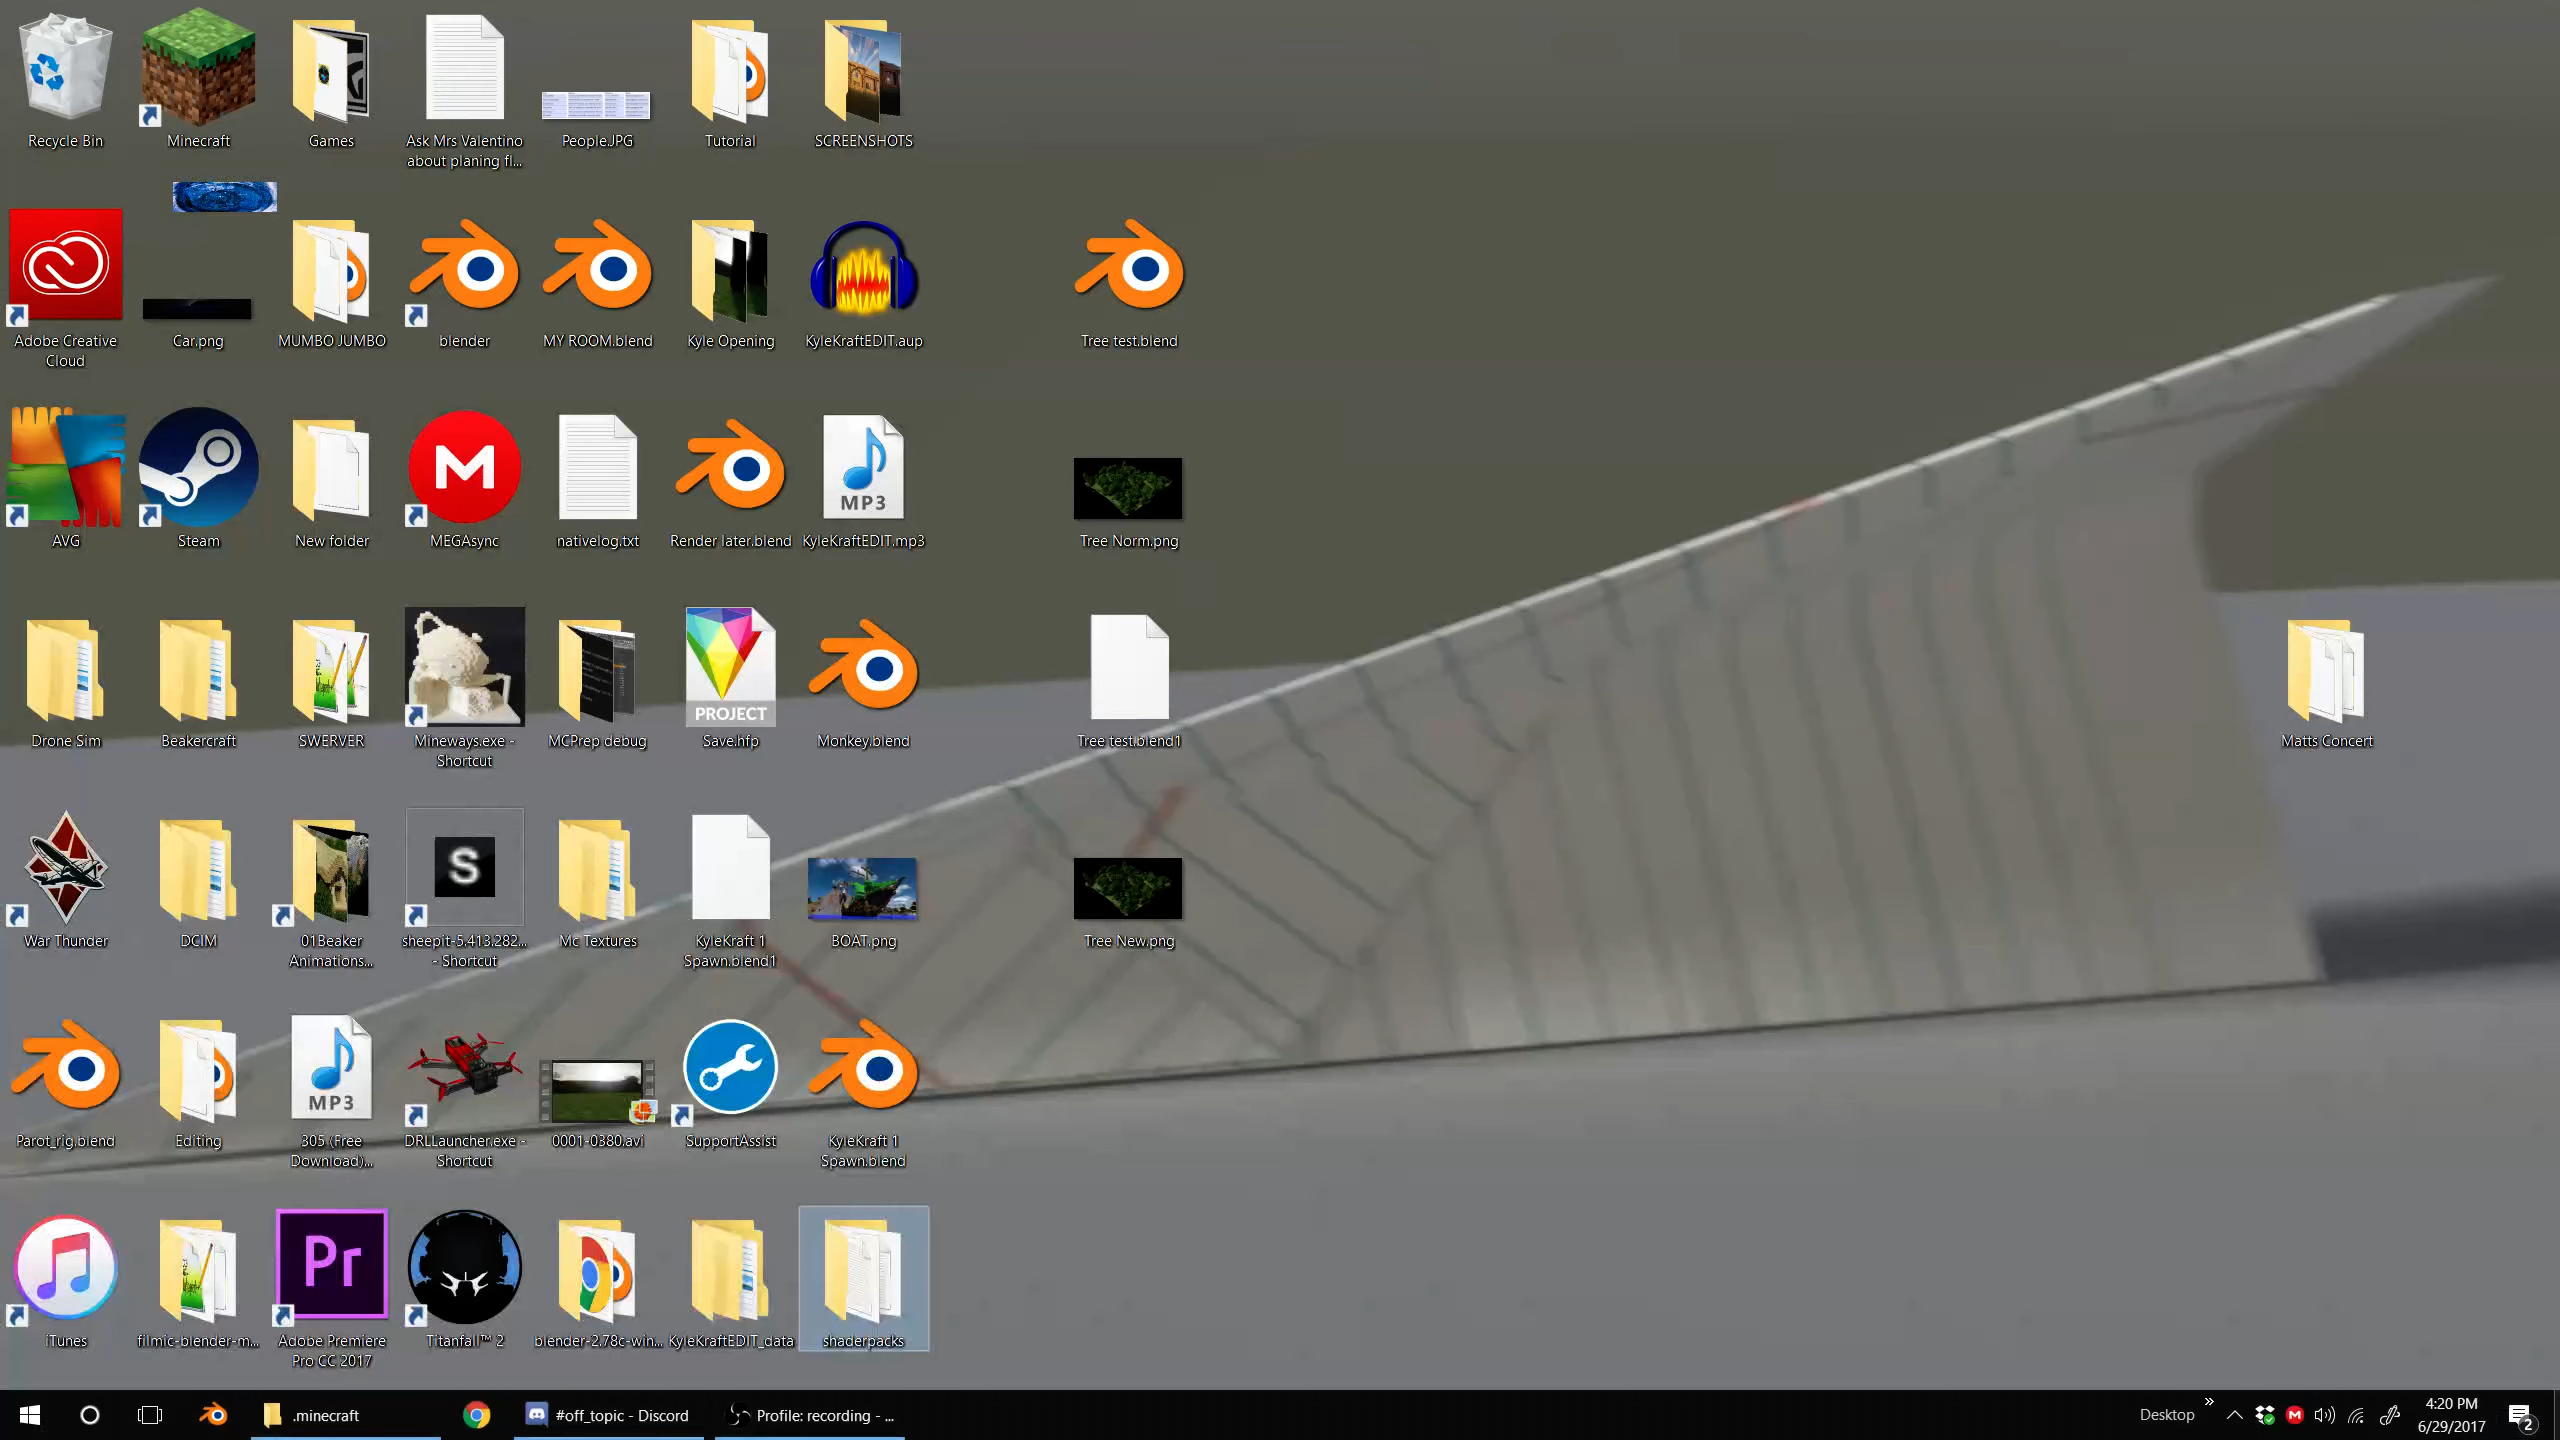 Recycle Bin
Minecraft
Games
Ask Mrs Valentino
about planing fl...
People.JPG
Tutorial
SCREENSHOTS
Adobe Creative
Cloud
Car.png
MUMBO JUMBO
blender
MY ROOM.blend
Kyle Opening
KyleKraftEDIT.aup
Tree test.blend
M
MP3
AVG
Steam
New folder
MEGAsync
nativelog.txt
Render later.blend
KyleKraftEDIT.mp3
Tree Norm.png
PROJECT
Drone Sim
Beakercraft
SWERVER
Mineways.exe -
Shortcut
MCPrep debug
Save.hfp
Monkey.blend
Tree test.blend1
Matts Concert
S
War Thunder
DCIM
01Beaker
Animations...
- Shortcut
sheepit-5.413.282...
- Shortcut
Mc Textures
KyleKraft 1
Spawn.blend1
BOAT.png
Tree New.png
MP3
Parot_rig.blend
Editing
305 (Free
Download)...
DRLLauncher.exe -
Shortcut
0001-0380.avi
SupportAssist
KyleKraft 1
Spawn.blend
Pr
iTunes
filmic-blender-m...
Adobe Premiere
Pro CC 2017
Titanfall™ 2
blender-2.78c-win...
KyleKraftEDIT_data
shaderpacks
.minecraft
#off_topic - Discord
Profile: recording - ...
Desktop
»
M
4:20 PM
6/29/2017
2